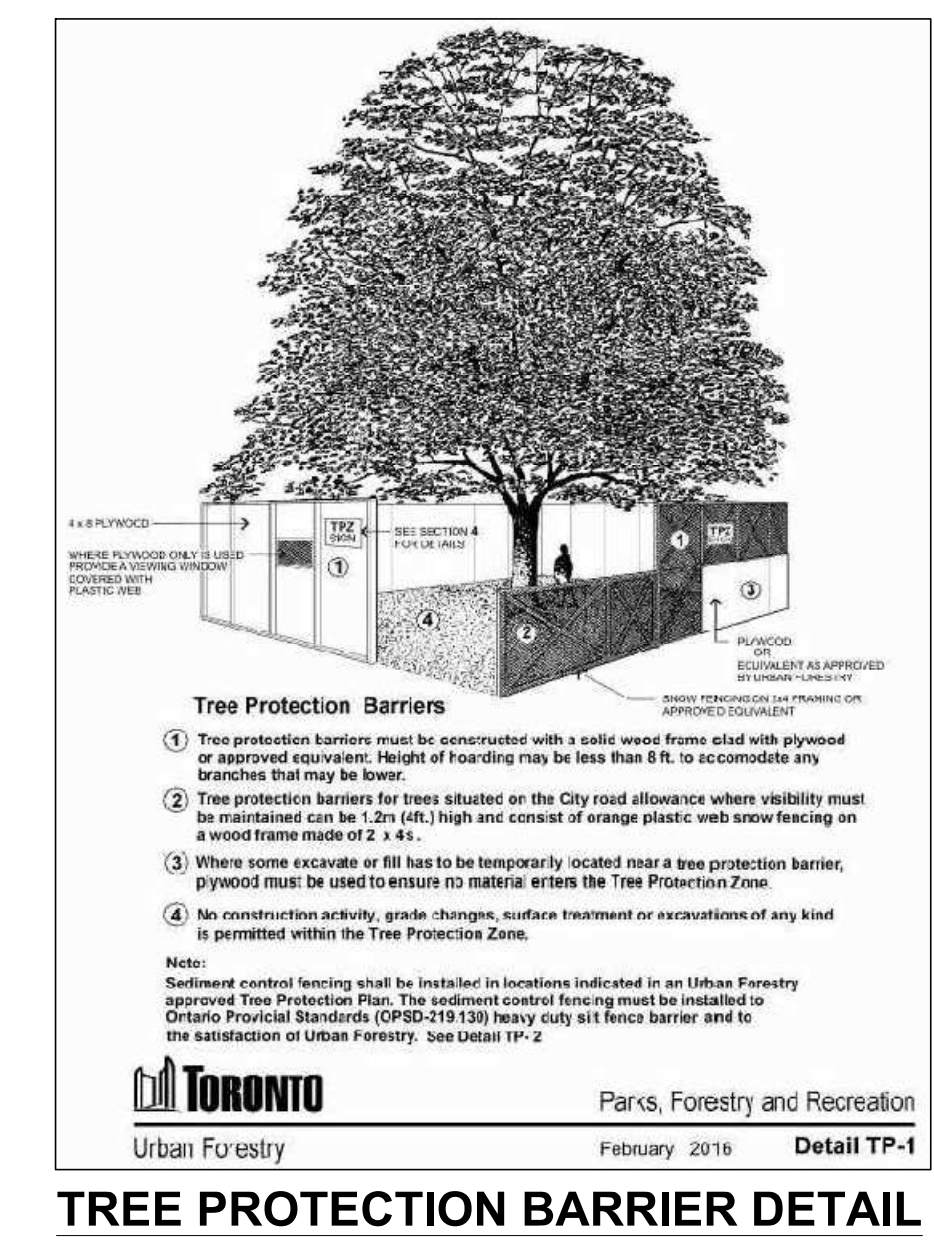 4 x 8 PLYWOOD
WHERE PLYWOOD ONLY IS USED
PROVIDE A VIEWING WINDOW
COVERED WITH
PLASTIC WEB
TPZ
SIGN
SEE SECTION 4
FOR DETAILS
1
4
2
1
TPZ
SIGN
3
PLYWOOD
OR
EQUIVALENT AS APPROVED
BY URBAN FORESTRY
SNOW FENCING ON 2x4 FRAMING OR
APPROVED EQUIVALENT
Tree Protection Barriers
1 Tree protection barriers must be constructed with a solid wood frame clad with plywood
or approved equivalent. Height of hoarding may be less than 8 ft. to accomodate any
branches that may be lower.
2 Tree protection barriers for trees situated on the City road allowance where visibility must
be maintained can be 1.2m (4ft.) high and consist of orange plastic web snow fencing on
a wood frame made of 2 x 4s.
3 Where some excavate or fill has to be temporarily located near a tree protection barrier,
plywood must be used to ensure no material enters the Tree Protection Zone.
4 No construction activity, grade changes, surface treatment or excavations of any kind
is permitted within the Tree Protection Zone.
Note:
Sediment control fencing shall be installed in locations indicated in an Urban Forestry
approved Tree Protection Plan. The sediment control fencing must be installed to
Ontario Provicial Standards (OPSD-219.130) heavy duty silt fence barrier and to
the satisfaction of Urban Forestry. See Detail TP-2
TORONTO
Parks, Forestry and Recreation
Urban Forestry
February 2016
Detail TP-1
TREE PROTECTION BARRIER DETAIL